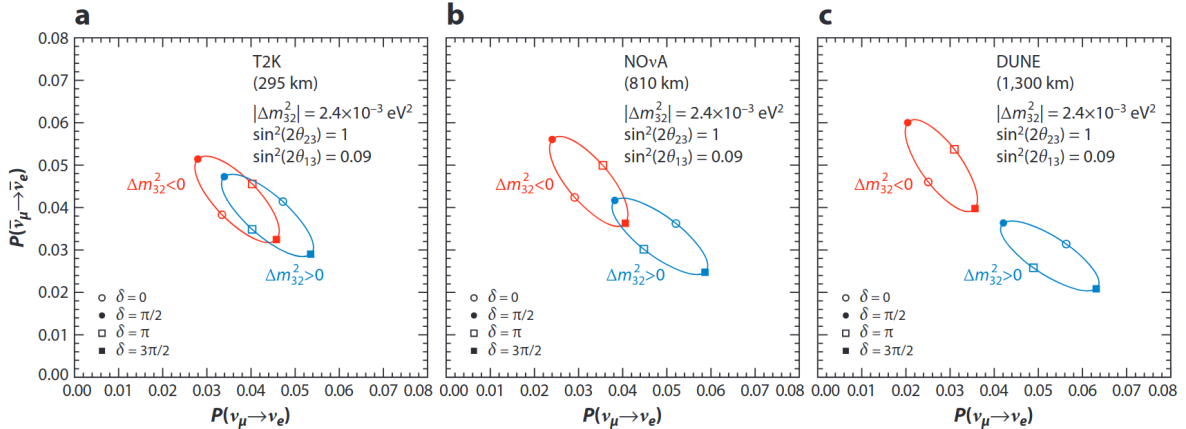 a
b
c
0.08
0.07
0.06
0.05
0.04
0.03
0.02
0.01
0.00
P(ν̄μ→ν̄e)
T2K
(295 km)
|Δm²₃₂| = 2.4×10⁻³ eV²
sin²(2θ₂₃) = 1
sin²(2θ₁₃) = 0.09
Δm²₃₂<0
Δm²₃₂>0
δ = 0
δ = π/2
δ = π
δ = 3π/2
0.00 0.01 0.02 0.03 0.04 0.05 0.06 0.07 0.08
P(νμ→νe)
NOνA
(810 km)
|Δm²₃₂| = 2.4×10⁻³ eV²
sin²(2θ₂₃) = 1
sin²(2θ₁₃) = 0.09
Δm²₃₂<0
Δm²₃₂>0
δ = 0
δ = π/2
δ = π
δ = 3π/2
0.00 0.01 0.02 0.03 0.04 0.05 0.06 0.07 0.08
P(νμ→νe)
DUNE
(1,300 km)
|Δm²₃₂| = 2.4×10⁻³ eV²
sin²(2θ₂₃) = 1
sin²(2θ₁₃) = 0.09
Δm²₃₂<0
Δm²₃₂>0
δ = 0
δ = π/2
δ = π
δ = 3π/2
0.00 0.01 0.02 0.03 0.04 0.05 0.06 0.07 0.08
P(νμ→νe)